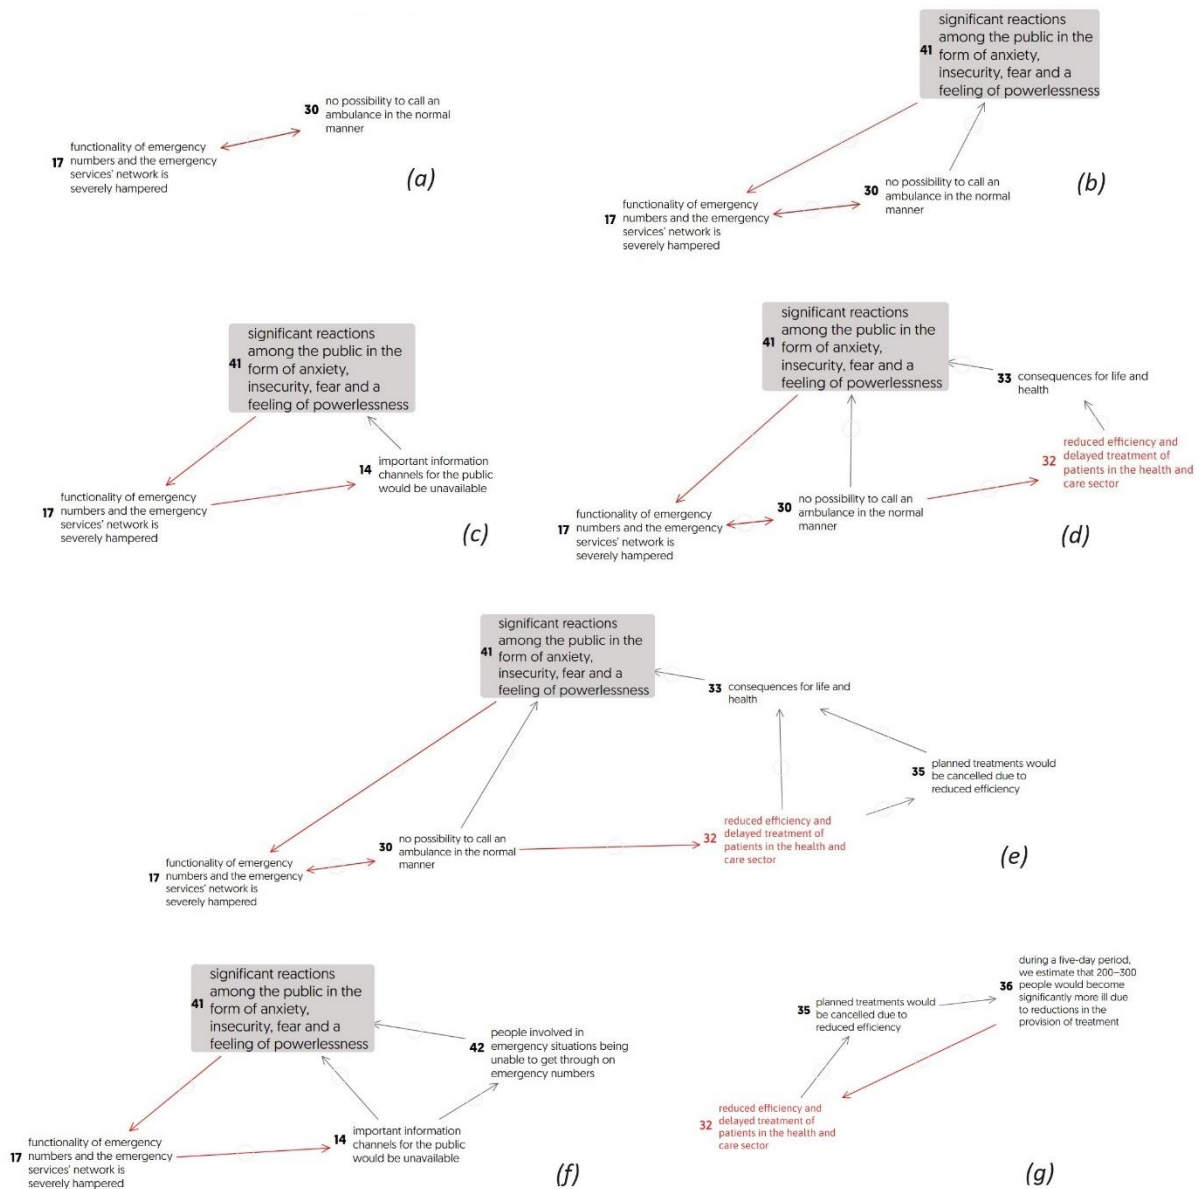 30 no possibility to call an
ambulance in the normal
manner
17 functionality of emergency
numbers and the emergency
services' network is
severely hampered
(a)
41 significant reactions
among the public in the
form of anxiety,
insecurity, fear and a
feeling of powerlessness
30 no possibility to call an
ambulance in the normal
manner
17 functionality of emergency
numbers and the emergency
services' network is
severely hampered
(b)
41 significant reactions
among the public in the
form of anxiety,
insecurity, fear and a
feeling of powerlessness
14 important information
channels for the public
would be unavailable
17 functionality of emergency
numbers and the emergency
services' network is
severely hampered
(c)
41 significant reactions
among the public in the
form of anxiety,
insecurity, fear and a
feeling of powerlessness
33 consequences for life and
health
32 reduced efficiency and
delayed treatment of
patients in the health and
care sector
30 no possibility to call an
ambulance in the normal
manner
17 functionality of emergency
numbers and the emergency
services' network is
severely hampered
(d)
41 significant reactions
among the public in the
form of anxiety,
insecurity, fear and a
feeling of powerlessness
33 consequences for life and
health
35 planned treatments would
be cancelled due to
reduced efficiency
32 reduced efficiency and
delayed treatment of
patients in the health and
care sector
30 no possibility to call an
ambulance in the normal
manner
17 functionality of emergency
numbers and the emergency
services' network is
severely hampered
(e)
41 significant reactions
among the public in the
form of anxiety,
insecurity, fear and a
feeling of powerlessness
42 people involved in
emergency situations being
unable to get through on
emergency numbers
14 important information
channels for the public
would be unavailable
17 functionality of emergency
numbers and the emergency
services' network is
severely hampered
(f)
36 during a five-day period,
we estimate that 200–300
people would become
significantly more ill due
to reductions in the
provision of treatment
35 planned treatments would
be cancelled due to
reduced efficiency
32 reduced efficiency and
delayed treatment of
patients in the health and
care sector
(g)